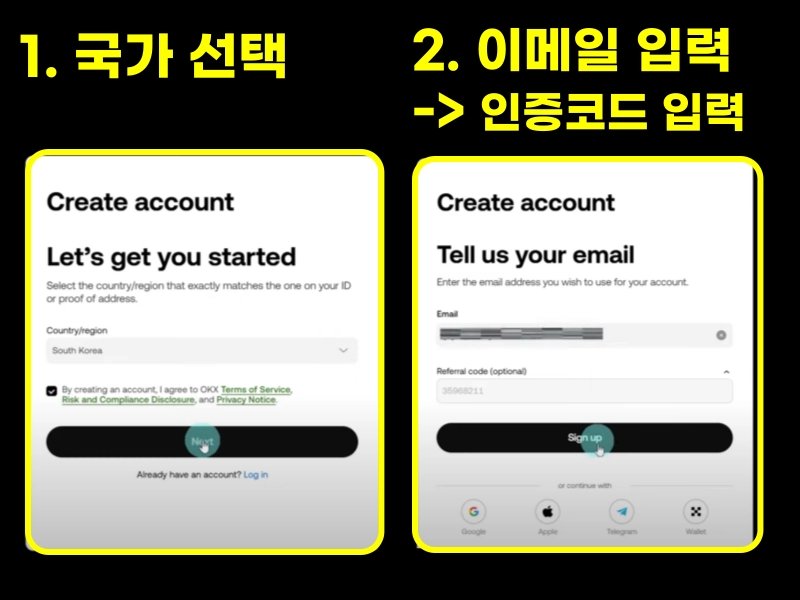 1. 국가 선택
2. 이메일 입력
-> 인증코드 입력
Create account
Let's get you started
Select the country/region that exactly matches the one on your ID
or proof of address.
Country/region
South Korea
By creating an account, I agree to OKX Terms of Service,
Risk and Compliance Disclosure, and Privacy Notice.
Next
Already have an account? Log in
Create account
Tell us your email
Enter the email address you wish to use for your account.
Email
Referral code (optional)
35968211
Sign up
or continue with
Google
Apple
Telegram
Wallet